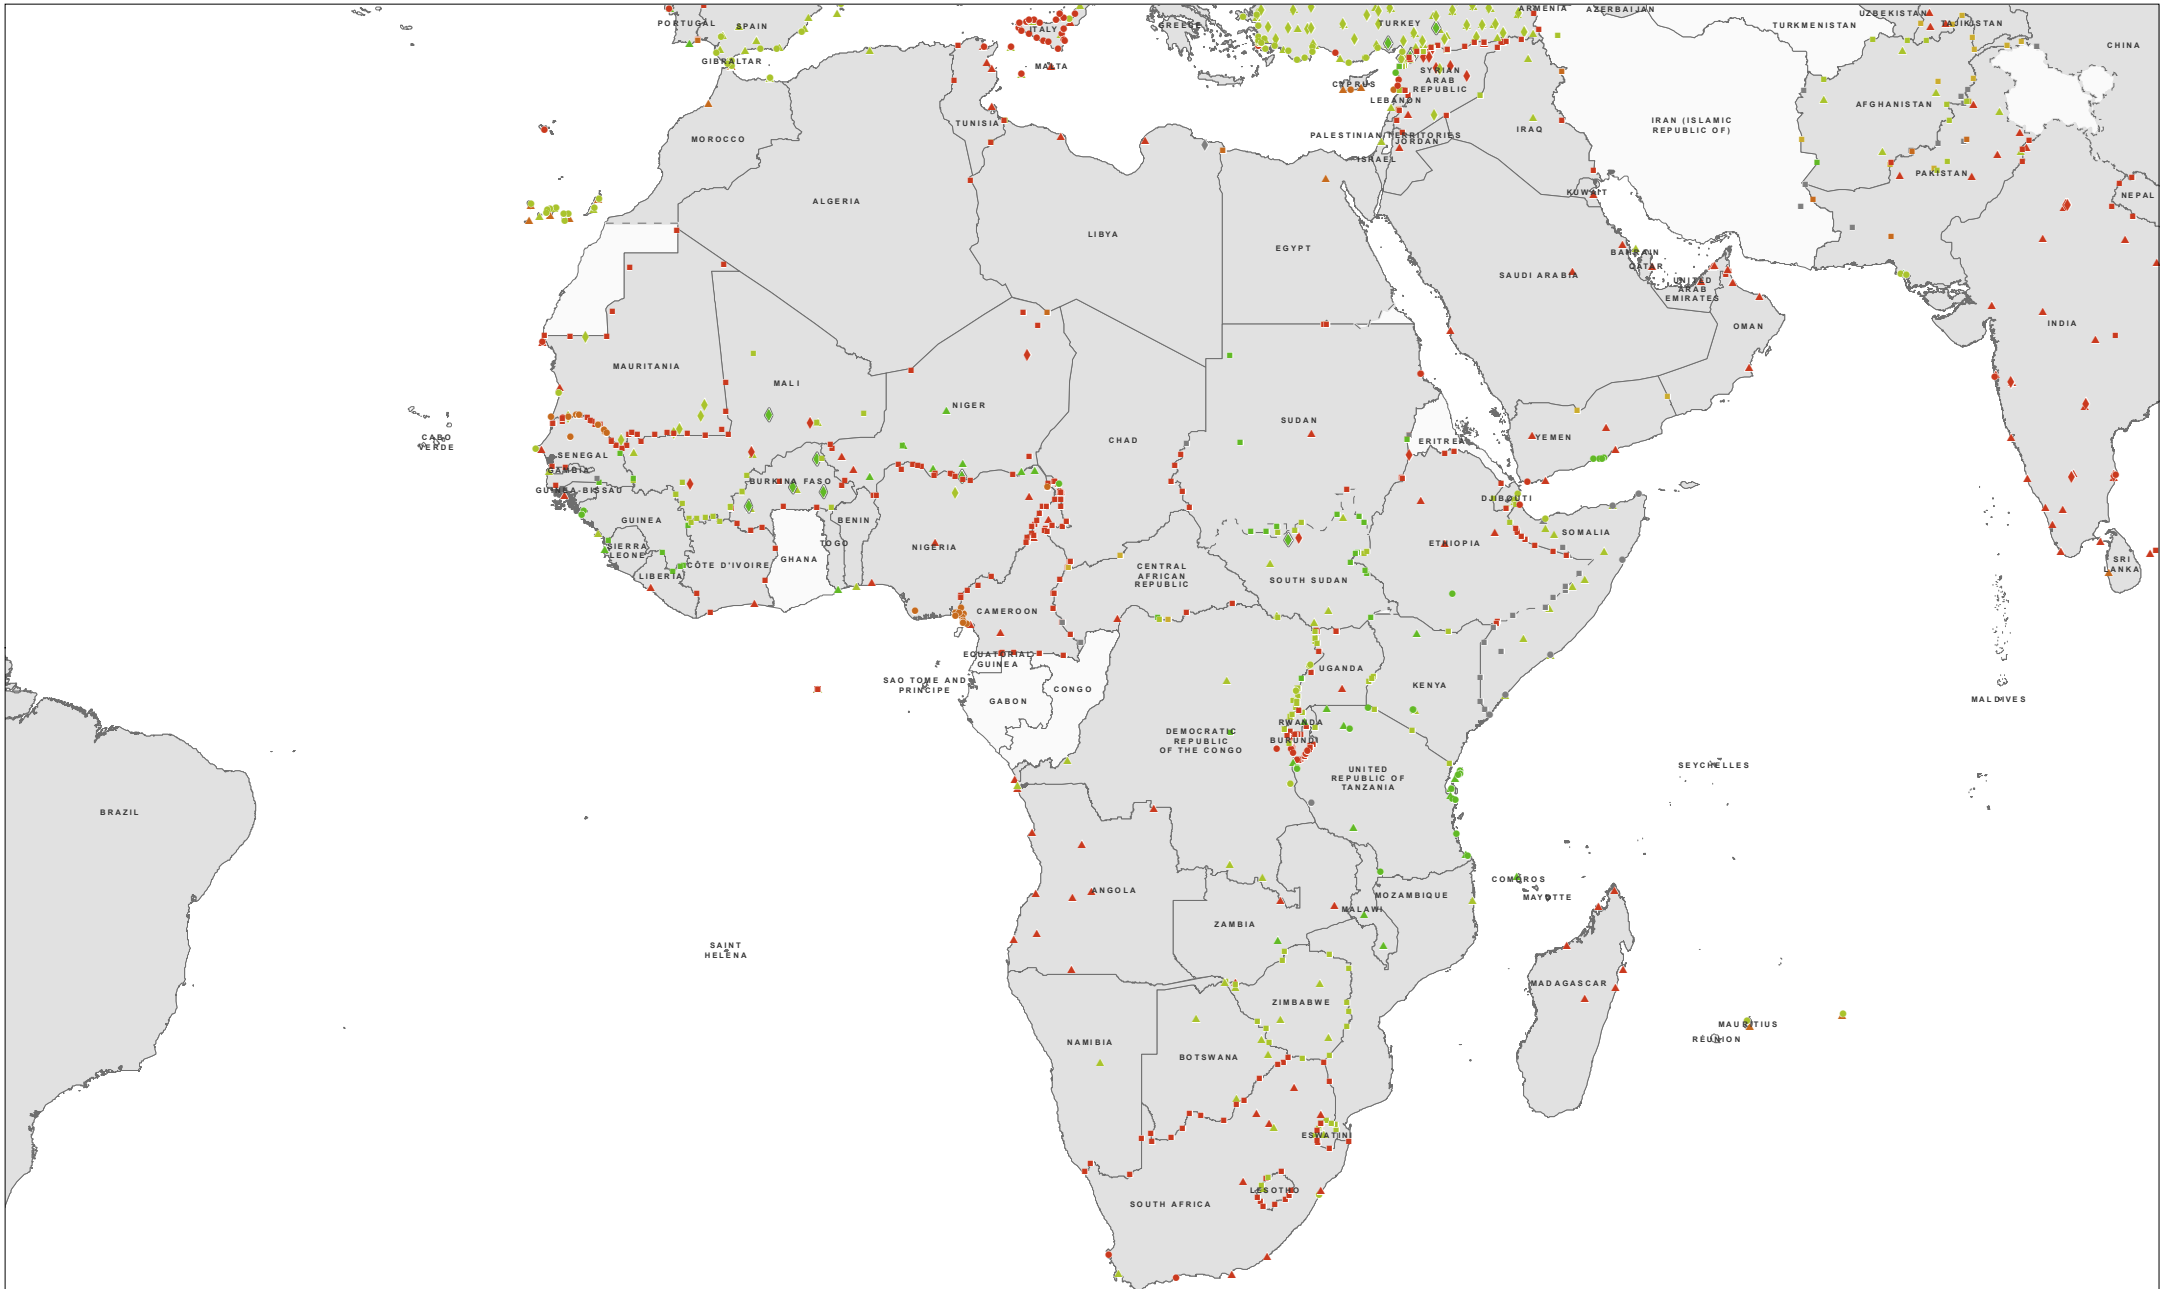 PORTUGAL
SPAIN
GIBRALTAR
ITALY
MALTA
GREECE
TURKEY
ARMENIA
AZERBAIJAN
TURKMENISTAN
UZBEKISTAN
TAJIKISTAN
CHINA
CYPRUS
SYRIAN
ARAB
REPUBLIC
LEBANON
PALESTINIAN TERRITORIES
JORDAN
ISRAEL
IRAQ
IRAN (ISLAMIC
REPUBLIC OF)
AFGHANISTAN
PAKISTAN
NEPAL
KUWAIT
MOROCCO
TUNISIA
ALGERIA
LIBYA
EGYPT
SAUDI ARABIA
BAHRAIN
QATAR
UNITED
ARAB
EMIRATES
OMAN
INDIA
MAURITANIA
MALI
NIGER
CHAD
SUDAN
ERITREA
YEMEN
CABO
VERDE
SENEGAL
GAMBIA
GUINEA-BISSAU
GUINEA
SIERRA
LEONE
LIBERIA
CÔTE D'IVOIRE
BURKINA FASO
GHANA
TOGO
BENIN
NIGERIA
CAMEROON
CENTRAL
AFRICAN
REPUBLIC
SOUTH SUDAN
ETHIOPIA
DJIBOUTI
SOMALIA
SRI
LANKA
MALDIVES
EQUATORIAL
GUINEA
SAO TOME AND
PRINCIPE
GABON
CONGO
DEMOCRATIC
REPUBLIC
OF THE CONGO
UGANDA
KENYA
RWANDA
BURUNDI
UNITED
REPUBLIC OF
TANZANIA
SEYCHELLES
BRAZIL
SAINT
HELENA
ANGOLA
ZAMBIA
MALAWI
MOZAMBIQUE
COMOROS
MAYOTTE
MADAGASCAR
MAURITIUS
RÉUNION
ZIMBABWE
NAMIBIA
BOTSWANA
ESWATINI
LESOTHO
SOUTH AFRICA